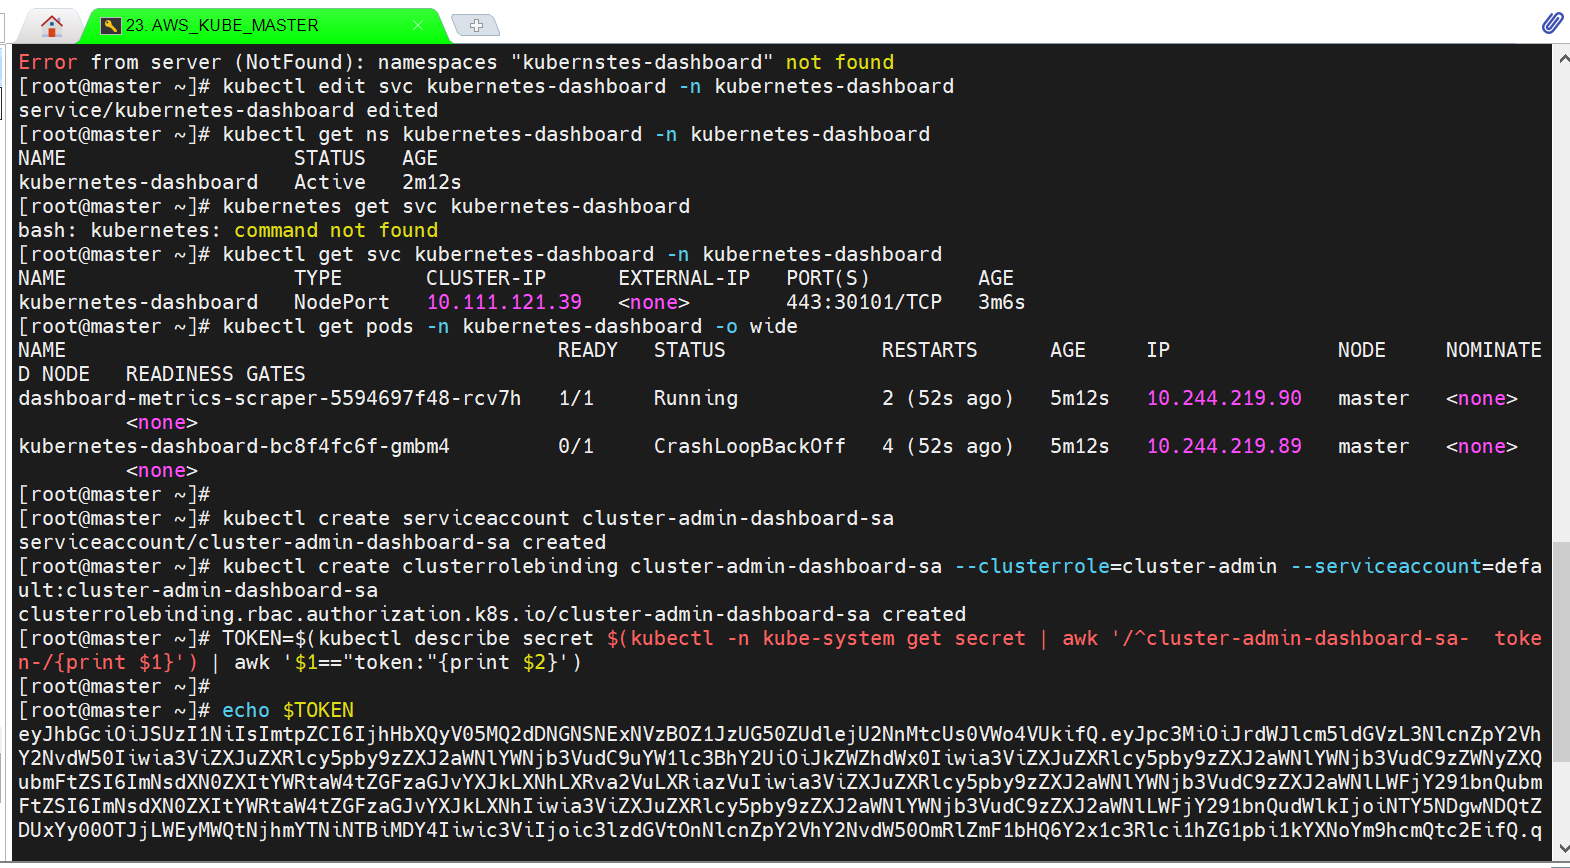 23. AWS_KUBE_MASTER
Error from server (NotFound): namespaces "kubernstes-dashboard" not found
[root@master ~]# kubectl edit svc kubernetes-dashboard -n kubernetes-dashboard
service/kubernetes-dashboard edited
[root@master ~]# kubectl get ns kubernetes-dashboard -n kubernetes-dashboard
NAME STATUS AGE
kubernetes-dashboard Active 2m12s
[root@master ~]# kubernetes get svc kubernetes-dashboard
bash: kubernetes: command not found
[root@master ~]# kubectl get svc kubernetes-dashboard -n kubernetes-dashboard
NAME TYPE CLUSTER-IP EXTERNAL-IP PORT(S) AGE
kubernetes-dashboard NodePort 10.111.121.39 <none> 443:30101/TCP 3m6s
[root@master ~]# kubectl get pods -n kubernetes-dashboard -o wide
NAME READY STATUS RESTARTS AGE IP NODE NOMINATE
D NODE READINESS GATES
dashboard-metrics-scraper-5594697f48-rcv7h 1/1 Running 2 (52s ago) 5m12s 10.244.219.90 master <none>
<none>
kubernetes-dashboard-bc8f4fc6f-gmbm4 0/1 CrashLoopBackOff 4 (52s ago) 5m12s 10.244.219.89 master <none>
<none>
[root@master ~]#
[root@master ~]# kubectl create serviceaccount cluster-admin-dashboard-sa
serviceaccount/cluster-admin-dashboard-sa created
[root@master ~]# kubectl create clusterrolebinding cluster-admin-dashboard-sa --clusterrole=cluster-admin --serviceaccount=defa
ult:cluster-admin-dashboard-sa
clusterrolebinding.rbac.authorization.k8s.io/cluster-admin-dashboard-sa created
[root@master ~]# TOKEN=$(kubectl describe secret $(kubectl -n kube-system get secret | awk '/^cluster-admin-dashboard-sa-  toke
n-/{print $1}') | awk '$1=="token:"{print $2}')
[root@master ~]#
[root@master ~]# echo $TOKEN
eyJhbGciOiJSUzI1NiIsImtpZCI6IjhHbXQyV05MQ2dDNGNSNExNVzBOZ1JzUG50ZUdlejU2NnMtcUs0VWo4VUkifQ.eyJpc3MiOiJrdWJlcm5ldGVzL3NlcnZpY2Vh
Y2NvdW50Iiwia3ViZXJuZXRlcy5pby9zZXJ2aWNlYWNjb3VudC9uYW1lc3BhY2UiOiJkZWZhdWx0Iiwia3ViZXJuZXRlcy5pby9zZXJ2aWNlYWNjb3VudC9zZWNyZXQ
ubmFtZSI6ImNsdXN0ZXItYWRtaW4tZGFzaGJvYXJkLXNhLXRva2VuLXRiazVuIiwia3ViZXJuZXRlcy5pby9zZXJ2aWNlYWNjb3VudC9zZXJ2aWNlLWFjY291bnQubm
FtZSI6ImNsdXN0ZXItYWRtaW4tZGFzaGJvYXJkLXNhIiwia3ViZXJuZXRlcy5pby9zZXJ2aWNlYWNjb3VudC9zZXJ2aWNlLWFjY291bnQudWlkIjoiNTY5NDgwNDQtZ
DUxYy00OTJjLWEyMWQtNjhmYTNiNTBiMDY4Iiwic3ViIjoic3lzdGVtOnNlcnZpY2VhY2NvdW50OmRlZmF1bHQ6Y2x1c3Rlci1hZG1pbi1kYXNoYm9hcmQtc2EifQ.q